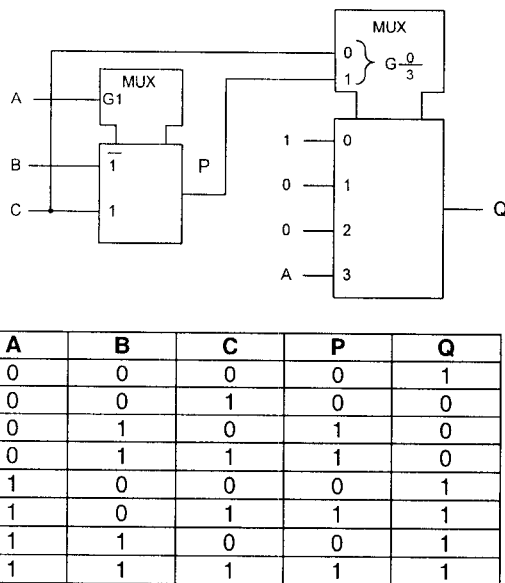 MUX
0
1
G 0/3
MUX
A
G1
B
1̅
P
C
1
1 0
0 1
0 2
A 3
Q
A B C P Q
0 0 0 0 1
0 0 1 0 0
0 1 0 1 0
0 1 1 1 0
1 0 0 0 1
1 0 1 1 1
1 1 0 0 1
1 1 1 1 1